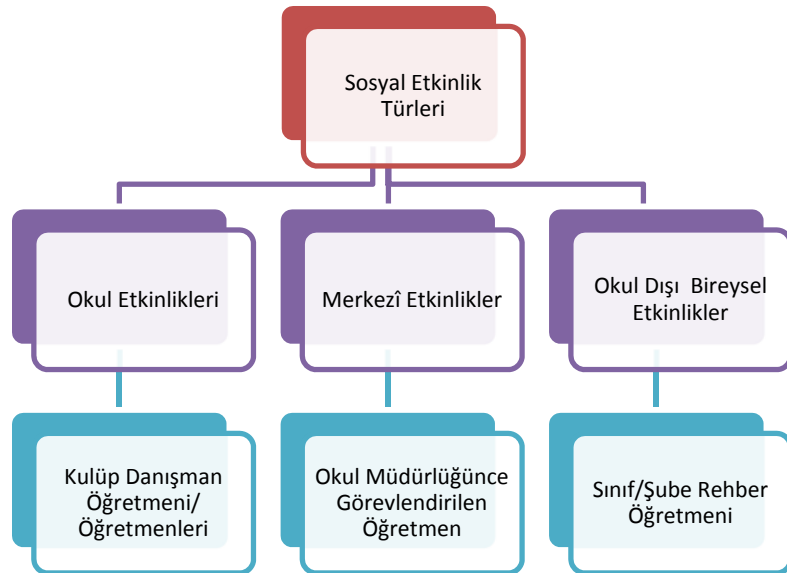 Sosyal Etkinlik
Türleri
Okul Etkinlikleri
Merkezî Etkinlikler
Okul Dışı Bireysel
Etkinlikler
Kulüp Danışman
Öğretmeni/
Öğretmenleri
Okul Müdürlüğünce
Görevlendirilen
Öğretmen
Sınıf/Şube Rehber
Öğretmeni